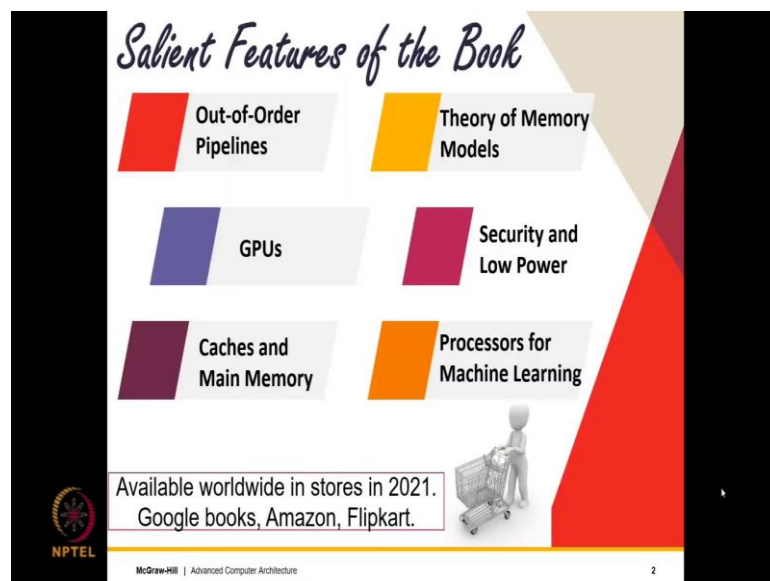 Salient Features of the Book
Out-of-Order
Pipelines
Theory of Memory
Models
GPUs
Security and
Low Power
Caches and
Main Memory
Processors for
Machine Learning
Available worldwide in stores in 2021.
Google books, Amazon, Flipkart.
NPTEL
McGraw-Hill | Advanced Computer Architecture
2